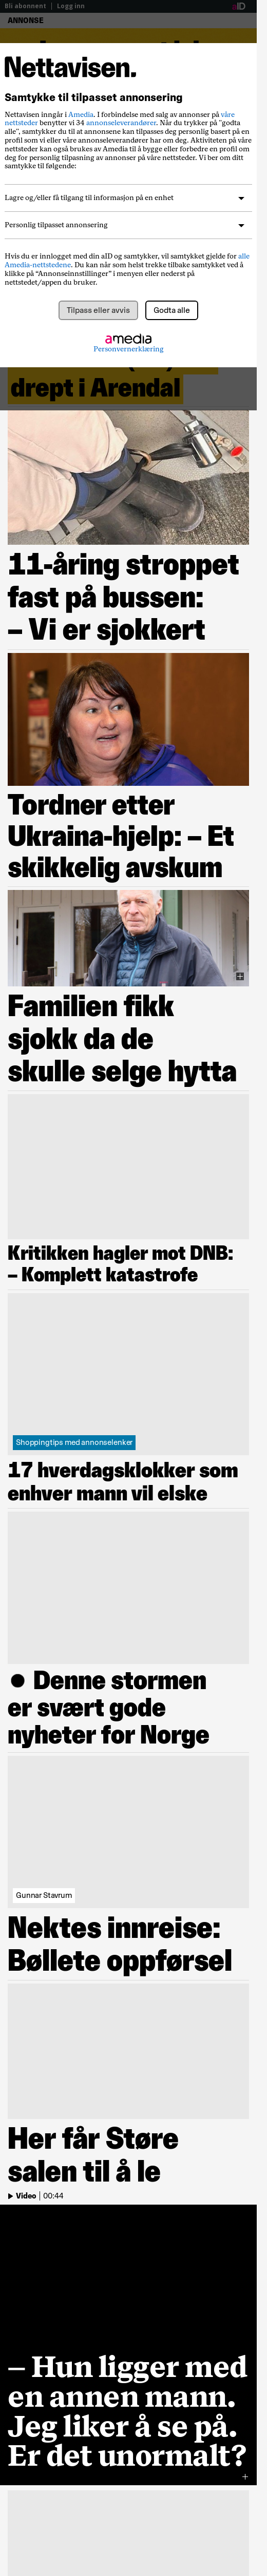 Bli abonnent | Logg inn
aID
ANNONSE
Nettavisen.
Samtykke til tilpasset annonsering
Nettavisen inngår i Amedia. I forbindelse med salg av annonser på våre
nettsteder benytter vi 34 annonseleverandører. Når du trykker på "godta
alle", samtykker du til at annonsene kan tilpasses deg personlig basert på en
profil som vi eller våre annonseleverandører har om deg. Aktiviteten på våre
nettsteder kan også brukes av Amedia til å bygge eller forbedre en profil om
deg for personlig tilpasning av annonser på våre nettsteder. Vi ber om ditt
samtykke til følgende:
Lagre og/eller få tilgang til informasjon på en enhet
Personlig tilpasset annonsering
Hvis du er innlogget med din aID og samtykker, vil samtykket gjelde for alle
Amedia-nettstedene. Du kan når som helst trekke tilbake samtykket ved å
klikke på “Annonseinnstillinger” i menyen eller nederst på
nettstedet/appen du bruker.
Tilpass eller avvis
Godta alle
amedia
Personvernerklæring
drept i Arendal
11-åring stroppet
fast på bussen:
– Vi er sjokkert
Tordner etter
Ukraina-hjelp: – Et
skikkelig avskum
Familien fikk
sjokk da de
skulle selge hytta
Kritikken hagler mot DNB:
– Komplett katastrofe
Shoppingtips med annonselenker
17 hverdagsklokker som
enhver mann vil elske
● Denne stormen
er svært gode
nyheter for Norge
Gunnar Stavrum
Nektes innreise:
Bøllete oppførsel
Her får Støre
salen til å le
Video | 00:44
– Hun ligger med
en annen mann.
Jeg liker å se på.
Er det unormalt?